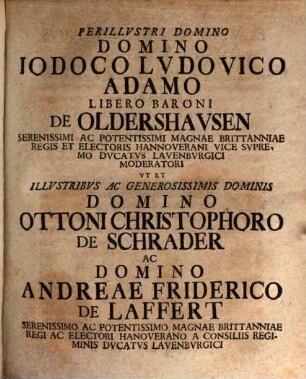 PERILLVSTRI DOMINO
DOMINO
IODOCO LVDOVICO
ADAMO
LIBERO BARONI
DE OLDERSHAVSEN
SERENISSIMI AC POTENTISSIMI MAGNAE BRITTANNIAE
REGIS ET ELECTORIS HANNOVERANI VICE SVPRE,
MO DVCATVS LAVENBVRGICI
MODERATORI
VT ET
ILLVSTRIBVS AC GENEROSISSIMIS DOMINIS
DOMINO
OTTONI CHRISTOPHORO
DE SCHRADER
AC
DOMINO
ANDREAE FRIDERICO
DE LAFFERT
SERENISSIMO AC POTENTISSIMO MAGNAE BRITTANNIAE
REGI AC ELECTORI HANOVERANO A CONSILIIS REGI-
MINIS DVCATVS LAVENBVRGICI